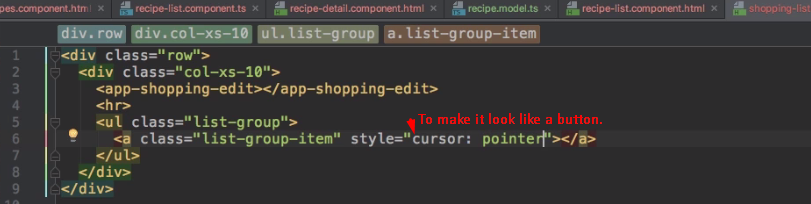 pes.component.html recipe-list.component.ts recipe-detail.component.html recipe.model.ts recipe-list.component.html shopping-list
div.row div.col-xs-10 ul.list-group a.list-group-item
1 <div class="row">
2 <div class="col-xs-10">
3 <app-shopping-edit></app-shopping-edit>
4 <hr>
To make it look like a button.
5 <ul class="list-group">
6 <a class="list-group-item" style="cursor: pointer"></a>
7 </ul>
8 </div>
9 </div>
10